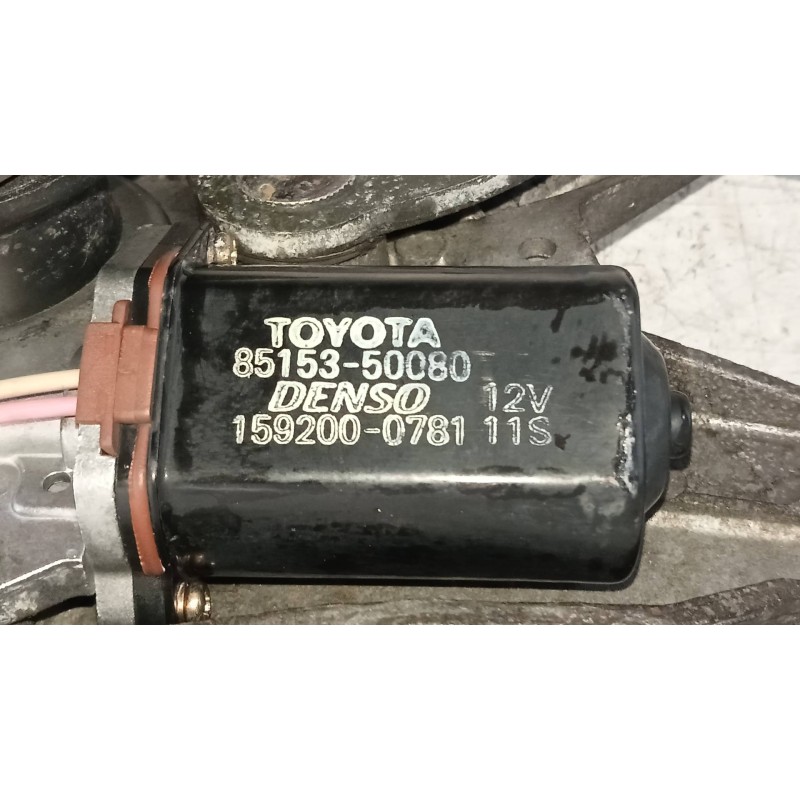 TOYOTA
85153-50080
DENSO 12V
159200-0781 11S